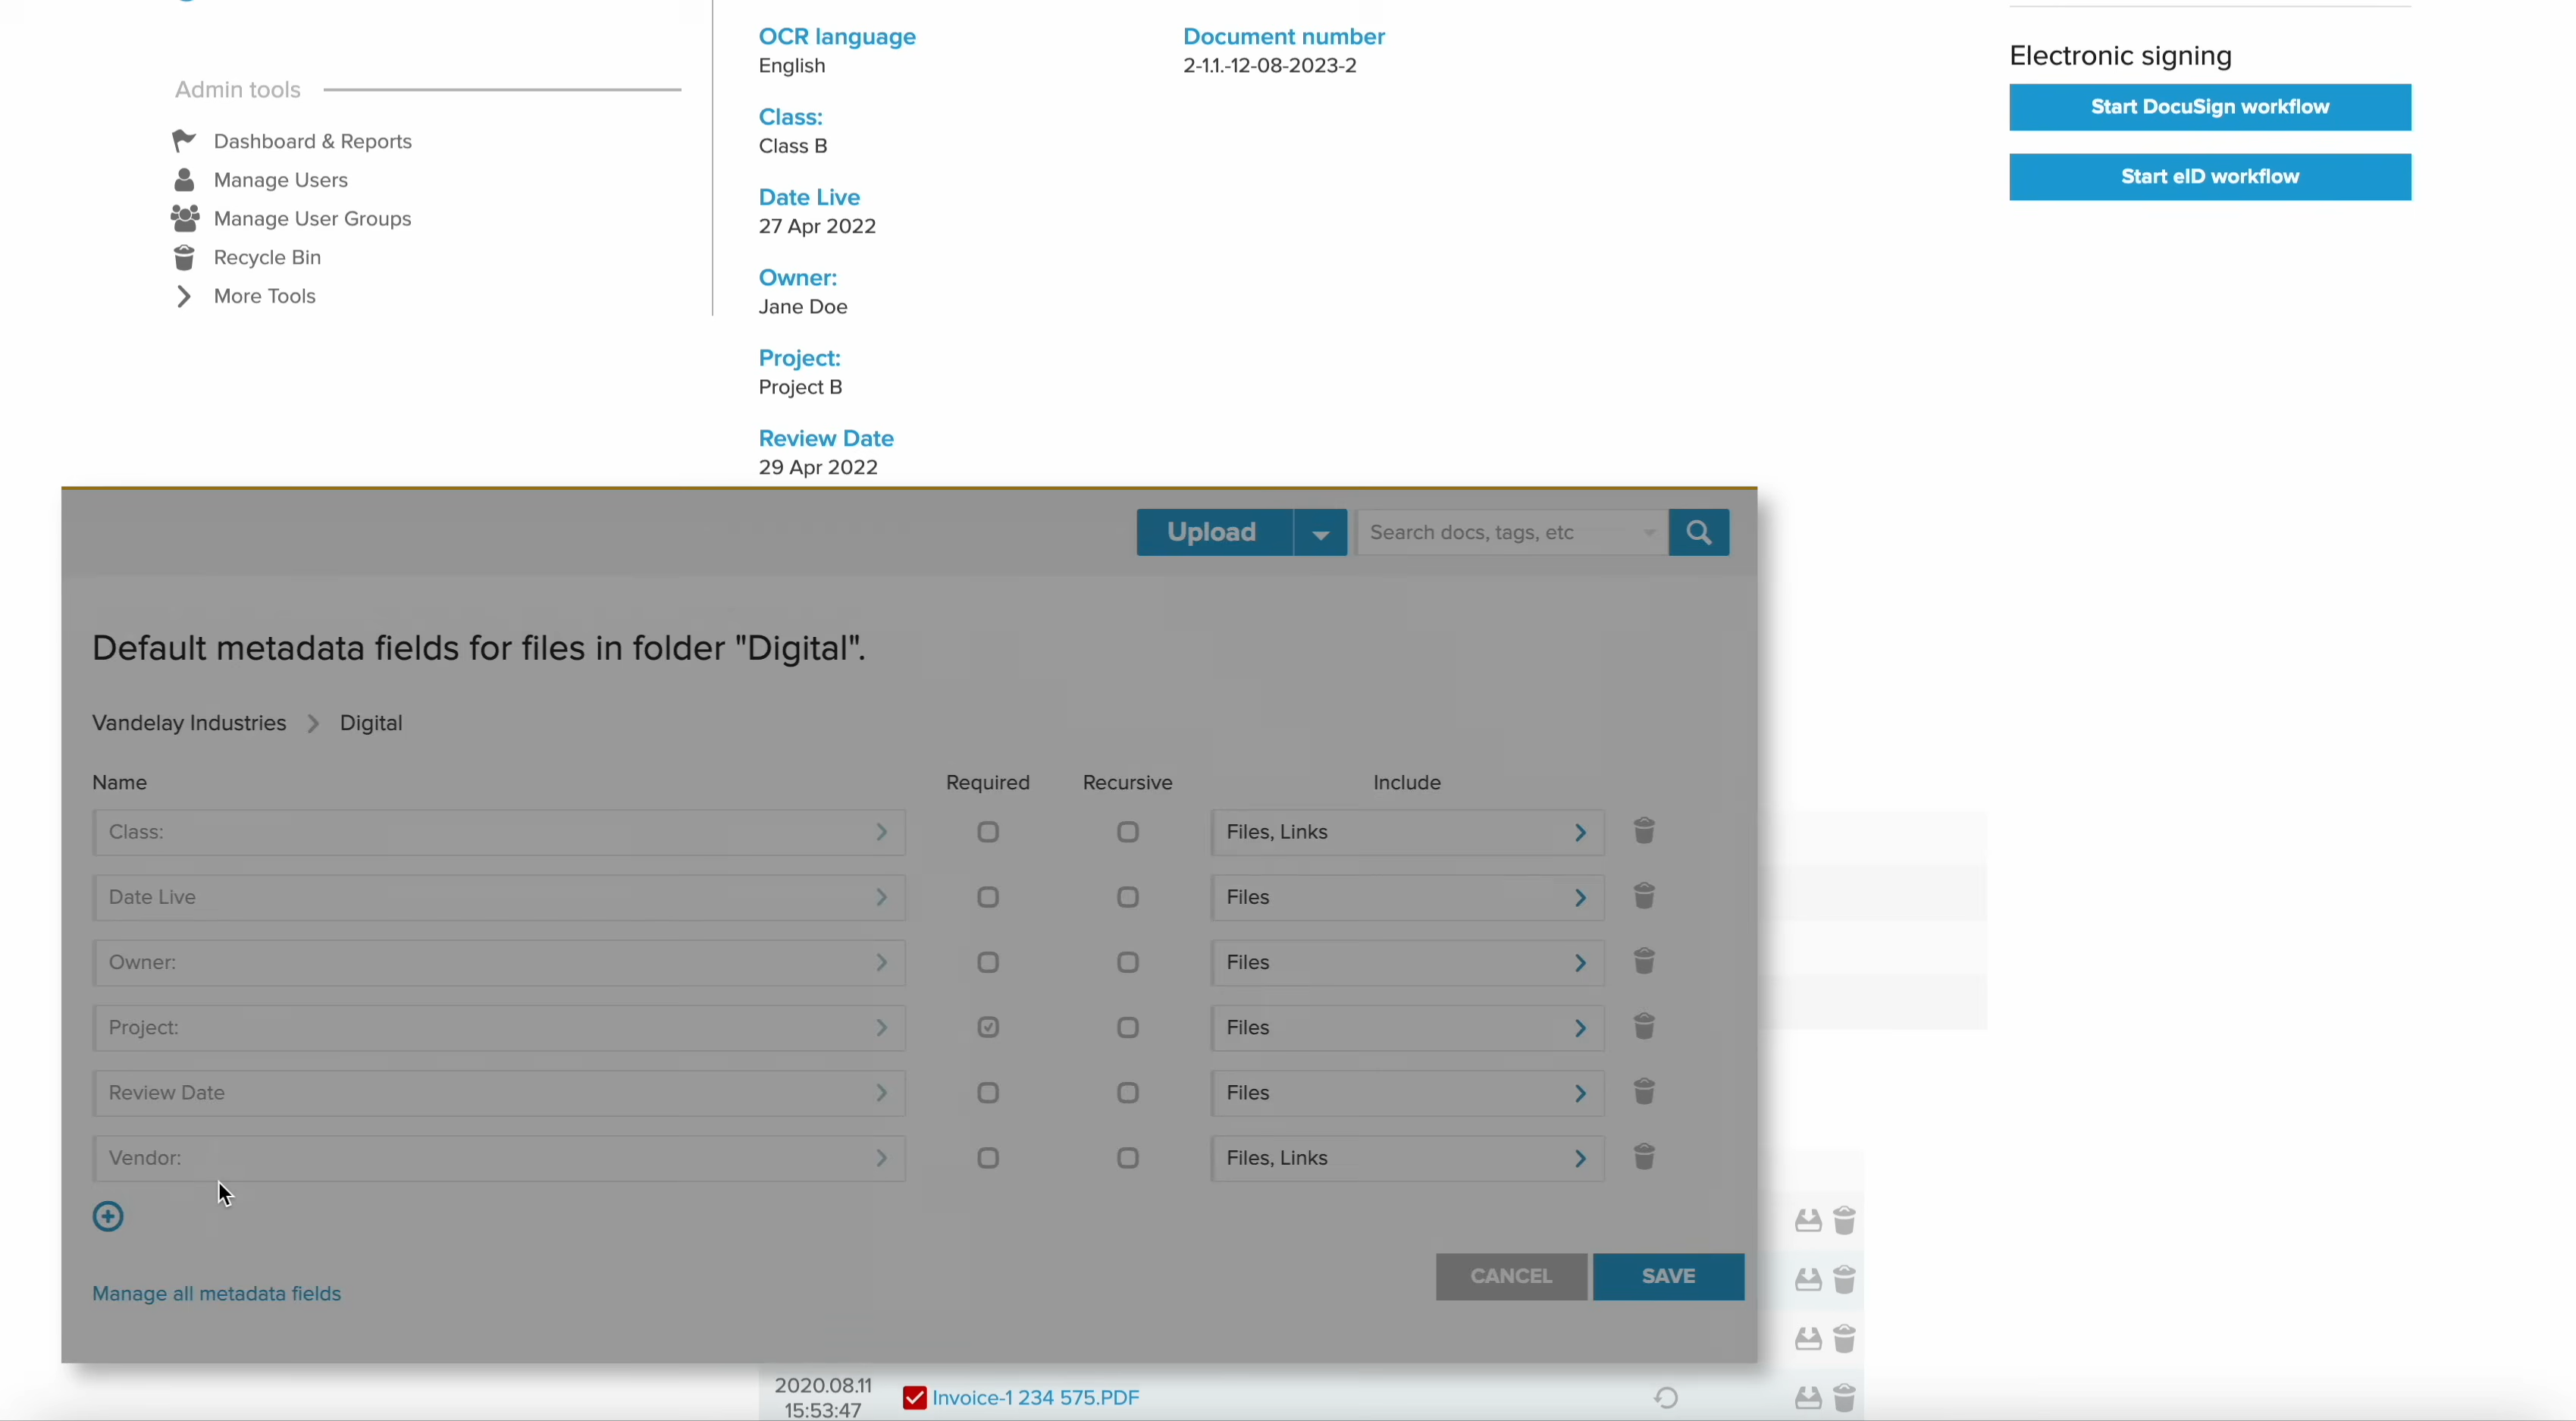 Admin tools
Dashboard & Reports
Manage Users
Manage User Groups
Recycle Bin
More Tools
OCR language
English
Class:
Class B
Date Live
27 Apr 2022
Owner:
Jane Doe
Project:
Project B
Review Date
29 Apr 2022
Document number
2-1.1.-12-08-2023-2
Electronic signing
Start DocuSign workflow
Start eID workflow
Upload
Search docs, tags, etc
Default metadata fields for files in folder "Digital".
Vandelay Industries > Digital
Name Required Recursive Include
Class: Files, Links
Date Live Files
Owner: Files
Project: Files
Review Date Files
Vendor: Files, Links
CANCEL SAVE
Manage all metadata fields
2020.08.11
15:53:47
Invoice-1 234 575.PDF